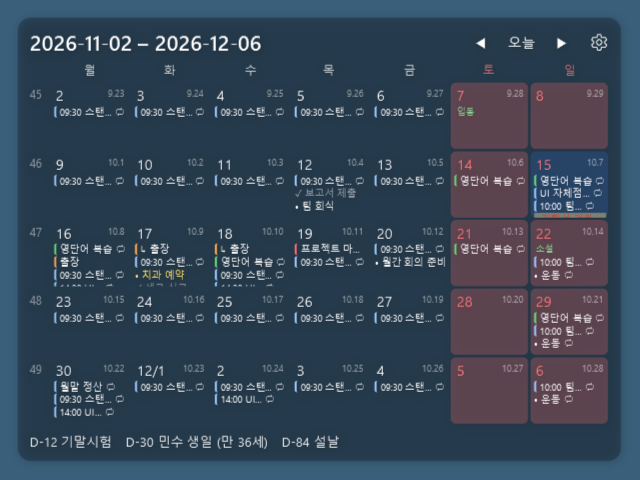 2026-11-02 – 2026-12-06
◀ 오늘 ▶
월 화 수 목 금 토 일
45
2 9.23
09:30 스탠... 
3 9.24
09:30 스탠...
4 9.25
09:30 스탠...
5 9.26
09:30 스탠...
6 9.27
09:30 스탠...
7 9.28
입동
8 9.29
46
9 10.1
09:30 스탠...
10 10.2
09:30 스탠...
11 10.3
09:30 스탠...
12 10.4
09:30 스탠...
✓ 보고서 제출
• 팀 회식
13 10.5
09:30 스탠...
14 10.6
영단어 복습
15 10.7
영단어 복습
UI 자체점...
10:00 팀...
47
16 10.8
영단어 복습
출장
09:30 스탠...
17 10.9
↳ 출장
09:30 스탠...
• 치과 예약
18 10.10
↳ 출장
영단어 복습
09:30 스탠...
19 10.11
프로젝트 마...
09:30 스탠...
20 10.12
09:30 스탠...
• 월간 회의 준비
21 10.13
영단어 복습
22 10.14
소설
10:00 팀...
• 운동
48
23 10.15
09:30 스탠...
24 10.16
09:30 스탠...
25 10.17
09:30 스탠...
26 10.18
09:30 스탠...
27 10.19
09:30 스탠...
28 10.20
29 10.21
영단어 복습
10:00 팀...
• 운동
49
30 10.22
월말 정산
09:30 스탠...
14:00 UI...
12/1 10.23
09:30 스탠...
2 10.24
09:30 스탠...
14:00 UI...
3 10.25
09:30 스탠...
4 10.26
09:30 스탠...
5 10.27
6 10.28
10:00 팀...
• 운동
D-12 기말시험 D-30 민수 생일 (만 36세) D-84 설날